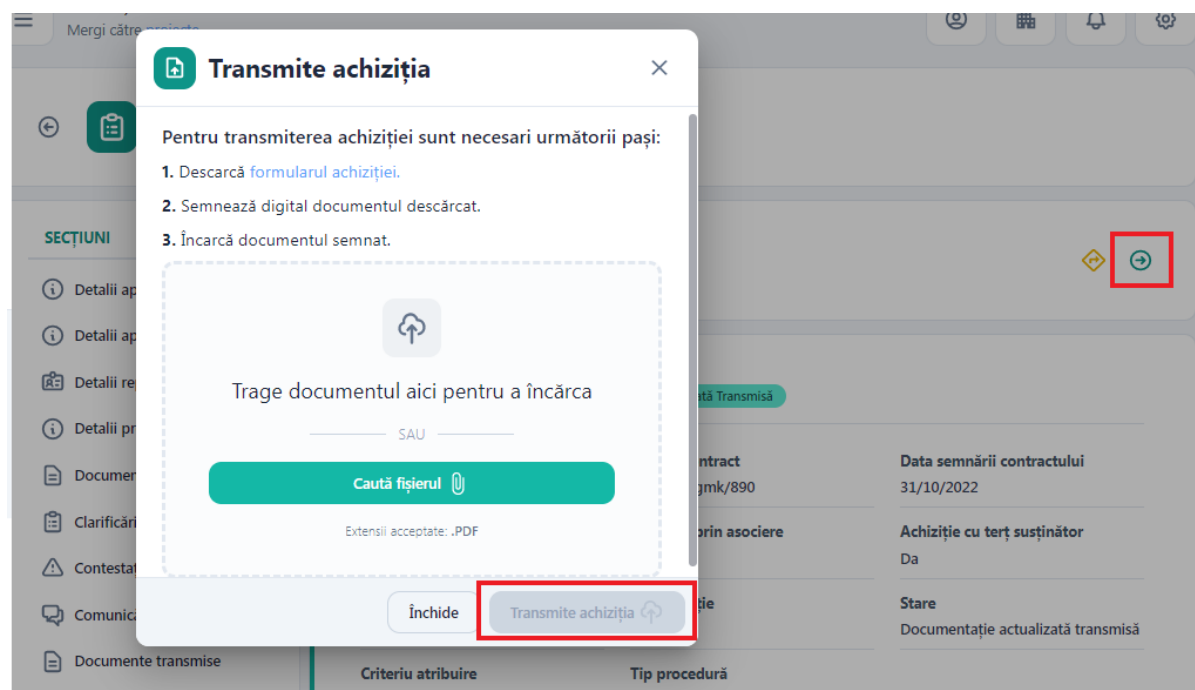 Mergi către proiecte
Transmite achiziția
Pentru transmiterea achiziției sunt necesari următorii pași:
1. Descarcă formularul achiziției.
2. Semnează digital documentul descărcat.
3. Încarcă documentul semnat.
Trage documentul aici pentru a încărca
SAU
Caută fișierul
Extensii acceptate: .PDF
Închide
Transmite achiziția
SECȚIUNI
Detalii ap
Detalii ap
Detalii re
Detalii pr
Documen
Clarificări
Contestaț
Comunică
Documente transmise
ată Transmisă
ntract
gmk/890
Data semnării contractului
31/10/2022
prin asociere
Achiziție cu terț susținător
Da
ție
Stare
Documentație actualizată transmisă
Criteriu atribuire
Tip procedură